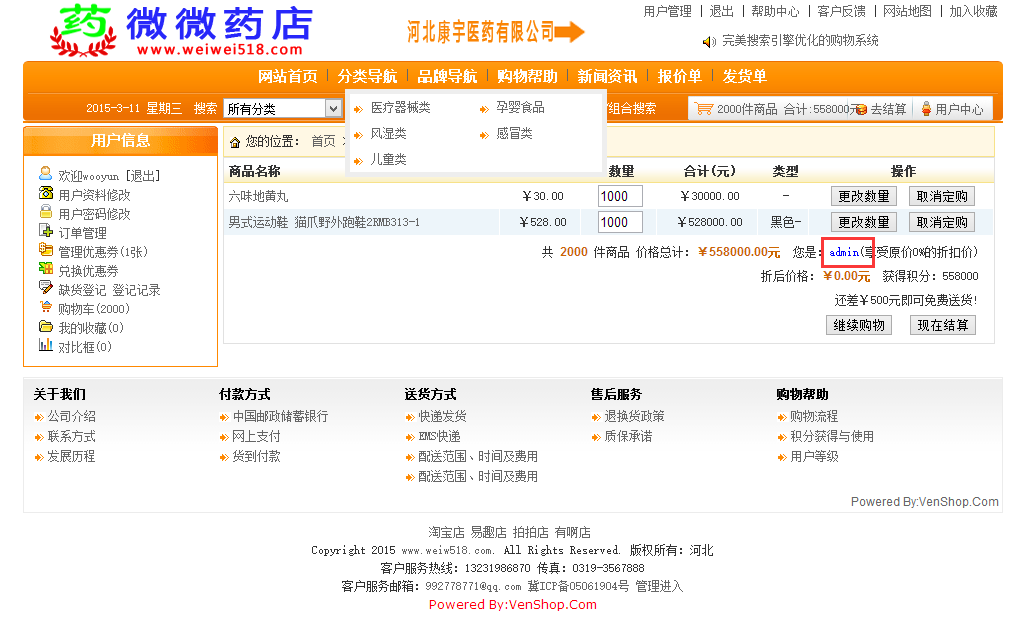 药 微微药店
www.weiwei518.com
河北康宇医药有限公司
用户管理 | 退出 | 帮助中心 | 客户反馈 | 网站地图 | 加入收藏
完美搜索引擎优化的购物系统
网站首页 | 分类导航 | 品牌导航 | 购物帮助 | 新闻资讯 | 报价单 | 发货单
2015-3-11 星期三 搜索 所有分类
/组合搜索
2000件商品 合计:558000元 去结算 用户中心
医疗器械类 孕婴食品
风湿类 感冒类
儿童类
用户信息
欢迎wooyun [退出]
用户资料修改
用户密码修改
订单管理
管理优惠券(1张)
兑换优惠券
缺货登记 登记记录
购物车(2000)
我的收藏(0)
对比框(0)
您的位置： 首页
商品名称 数量 合计(元) 类型 操作
六味地黄丸 ￥30.00 1000 ￥30000.00 - 更改数量 取消定购
男式运动鞋 猫爪野外跑鞋2RMB313-1 ￥528.00 1000 ￥528000.00 黑色- 更改数量 取消定购
共 2000 件商品 价格总计：￥558000.00元 您是：admin(享受原价0%的折扣价)
折后价格：￥0.00元 获得积分：558000
还差￥500元即可免费送货!
继续购物 现在结算
关于我们
公司介绍
联系方式
发展历程
付款方式
中国邮政储蓄银行
网上支付
货到付款
送货方式
快递发货
EMS快递
配送范围、时间及费用
配送范围、时间及费用
售后服务
退换货政策
质保承诺
购物帮助
购物流程
积分获得与使用
用户等级
Powered By:VenShop.Com
淘宝店 易趣店 拍拍店 有啊店
Copyright 2015 www.weiw518.com. All Rights Reserved. 版权所有：河北
客户服务热线：13231986870 传真：0319-3567888
客户服务邮箱：992778771@qq.com 冀ICP备05061904号 管理进入
Powered By:VenShop.Com